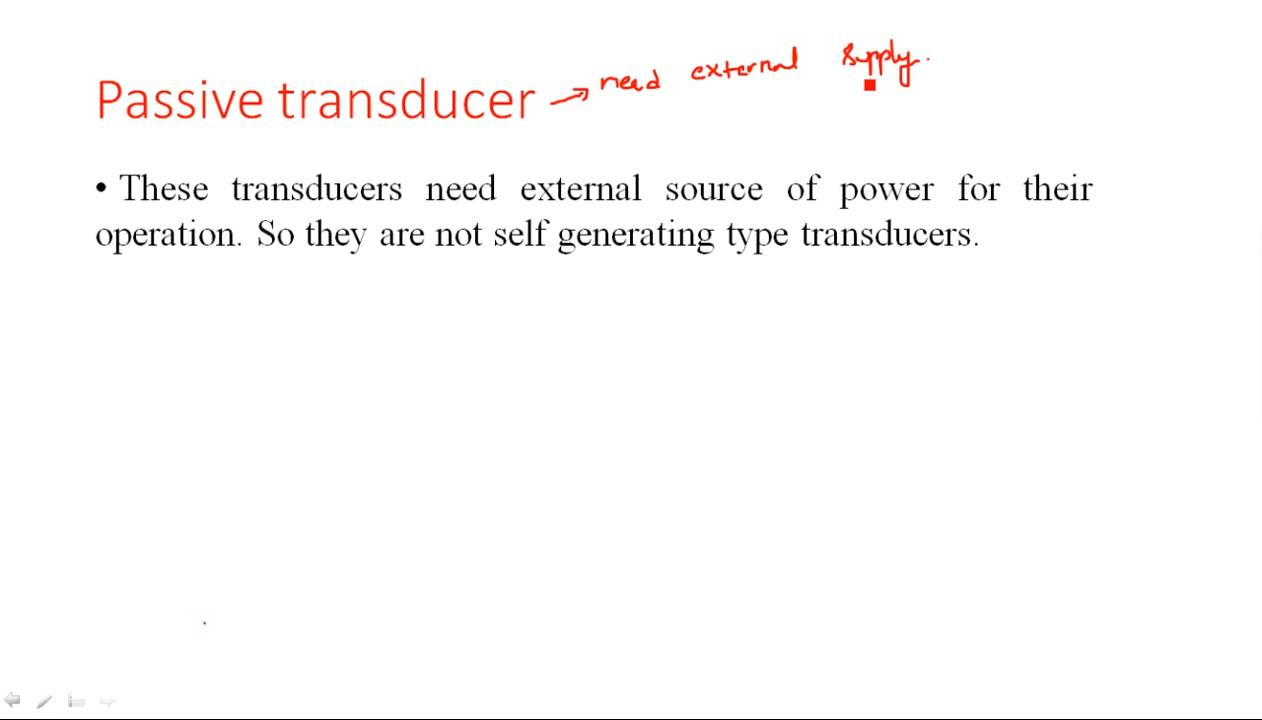 Passive transducer → need external supply.
• These transducers need external source of power for their
operation. So they are not self generating type transducers.